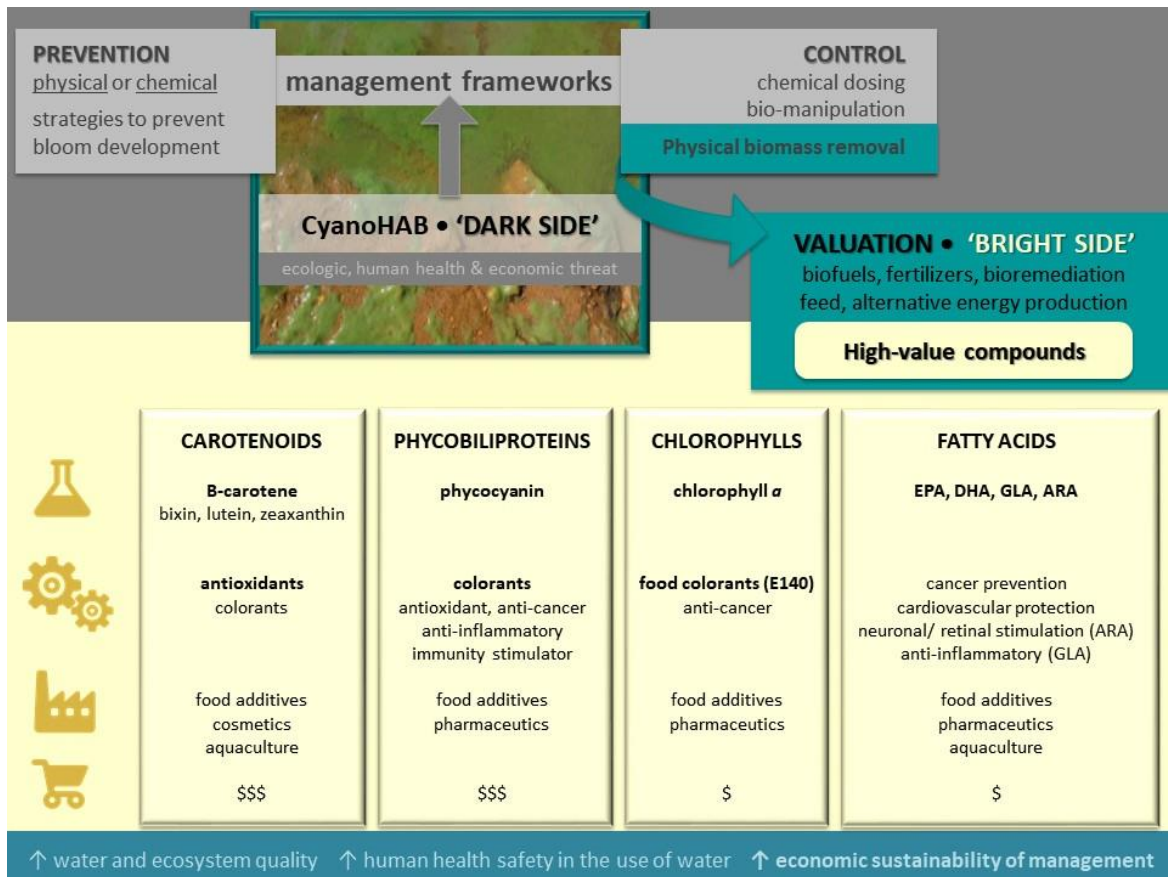 PREVENTION
physical or chemical
strategies to prevent
bloom development
management frameworks
CONTROL
chemical dosing
bio-manipulation
Physical biomass removal
CyanoHAB • ‘DARK SIDE’
ecologic, human health & economic threat
VALUATION • ‘BRIGHT SIDE’
biofuels, fertilizers, bioremediation
feed, alternative energy production
High-value compounds
CAROTENOIDS
B-carotene
bixin, lutein, zeaxanthin
antioxidants
colorants
food additives
cosmetics
aquaculture
$$$
PHYCOBILIPROTEINS
phycocyanin
colorants
antioxidant, anti-cancer
anti-inflammatory
immunity stimulator
food additives
pharmaceutics
$$$
CHLOROPHYLLS
chlorophyll a
food colorants (E140)
anti-cancer
food additives
pharmaceutics
$
FATTY ACIDS
EPA, DHA, GLA, ARA
cancer prevention
cardiovascular protection
neuronal/ retinal stimulation (ARA)
anti-inflammatory (GLA)
food additives
pharmaceutics
aquaculture
$
↑ water and ecosystem quality ↑ human health safety in the use of water ↑ economic sustainability of management